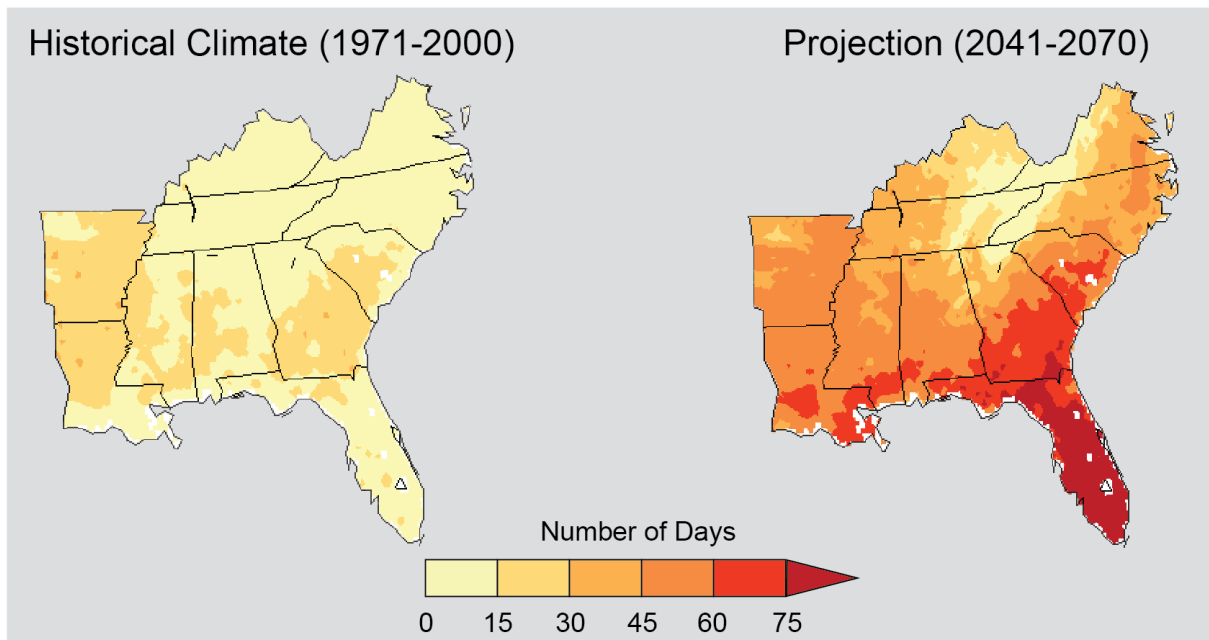 Historical Climate (1971-2000)
Projection (2041-2070)
Number of Days
0 15 30 45 60 75